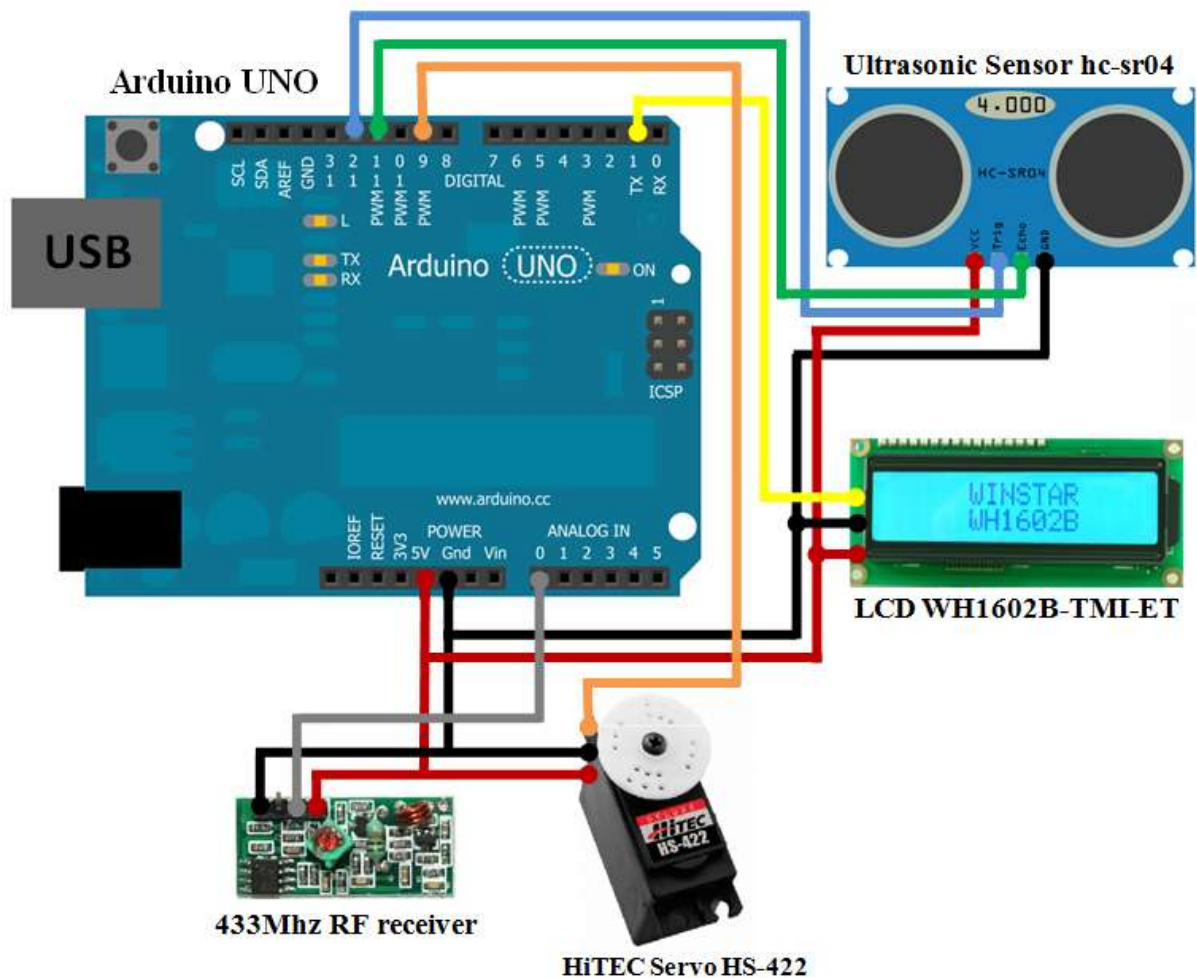 Arduino UNO
Ultrasonic Sensor hc-sr04
4.000
HC-SR04
VCC
Trig
Echo
GND
SCL
SDA
AREF
GND
13
12
PWM 11
PWM 10
PWM 9
8
DIGITAL
7
PWM 6
PWM 5
4
PWM 3
2
TX 1
RX 0
L
TX
RX
USB
Arduino UNO
ON
1
ICSP
www.arduino.cc
POWER
ANALOG IN
IOREF
RESET
3V3
5V
Gnd
Vin
0 1 2 3 4 5
WINSTAR
WH1602B
LCD WH1602B-TMI-ET
HiTEC
HS-422
433Mhz RF receiver
HiTEC Servo HS-422